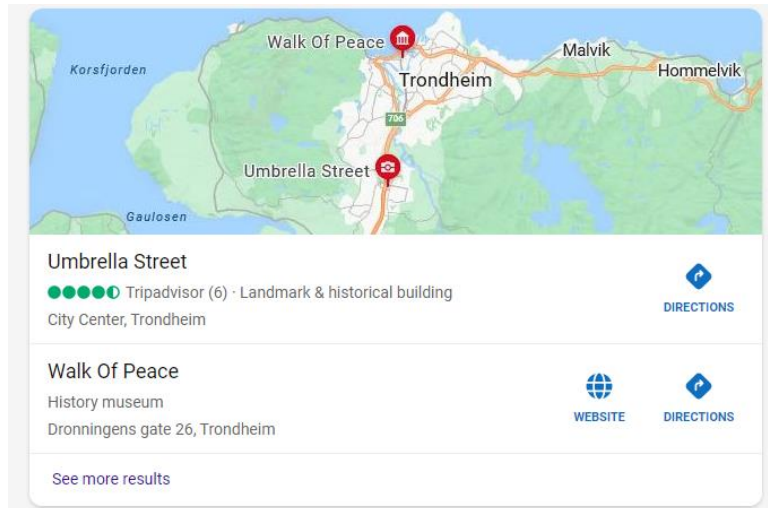 Walk Of Peace
Malvik
Korsfjorden
Trondheim
Hommelvik
706
Umbrella Street
Gaulosen
Umbrella Street
Tripadvisor (6) · Landmark & historical building
City Center, Trondheim
DIRECTIONS
Walk Of Peace
History museum
Dronningens gate 26, Trondheim
WEBSITE
DIRECTIONS
See more results